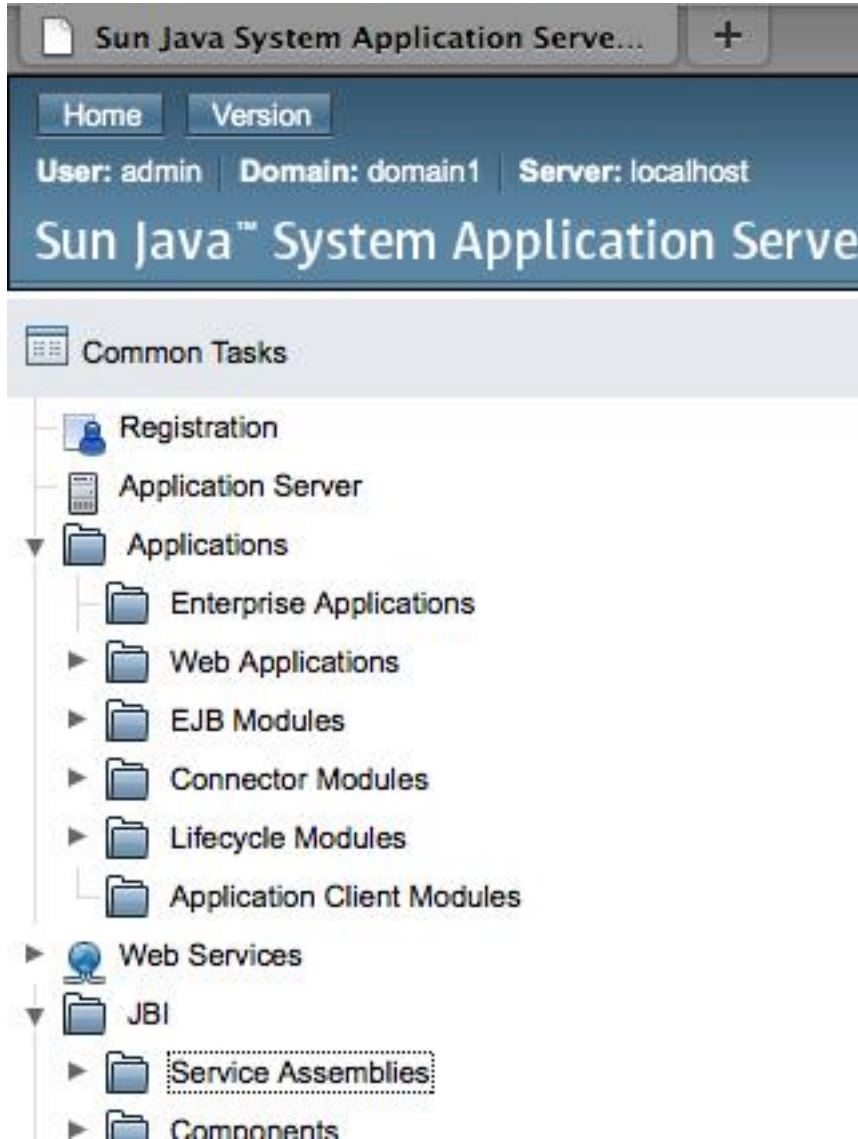 Sun Java System Application Serve...
+
Home Version
User: admin Domain: domain1 Server: localhost
Sun Java™ System Application Serve
Common Tasks
Registration
Application Server
Applications
Enterprise Applications
Web Applications
EJB Modules
Connector Modules
Lifecycle Modules
Application Client Modules
Web Services
JBI
Service Assemblies
Components